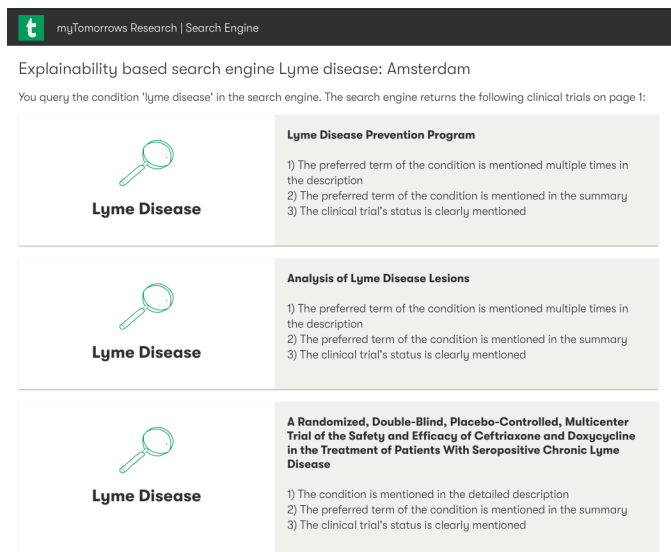 t myTomorrows Research | Search Engine
Explainability based search engine Lyme disease: Amsterdam
You query the condition 'lyme disease' in the search engine. The search engine returns the following clinical trials on page 1:
Lyme Disease
Lyme Disease Prevention Program
1) The preferred term of the condition is mentioned multiple times in
the description
2) The preferred term of the condition is mentioned in the summary
3) The clinical trial's status is clearly mentioned
Lyme Disease
Analysis of Lyme Disease Lesions
1) The preferred term of the condition is mentioned multiple times in
the description
2) The preferred term of the condition is mentioned in the summary
3) The clinical trial's status is clearly mentioned
Lyme Disease
A Randomized, Double-Blind, Placebo-Controlled, Multicenter
Trial of the Safety and Efficacy of Ceftriaxone and Doxycycline
in the Treatment of Patients With Seropositive Chronic Lyme
Disease
1) The condition is mentioned in the detailed description
2) The preferred term of the condition is mentioned in the summary
3) The clinical trial's status is clearly mentioned